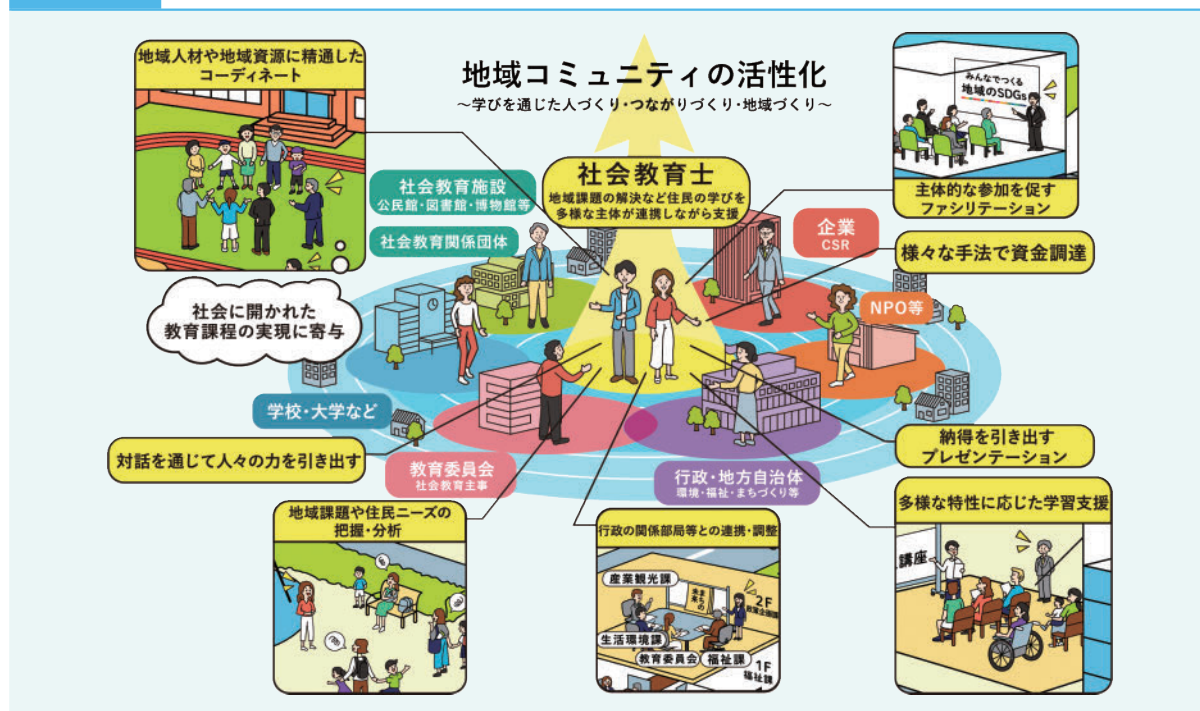 地域コミュニティの活性化
～学びを通じた人づくり・つながりづくり・地域づくり～
地域人材や地域資源に精通した
コーディネート
みんなでつくる
地域のSDGs
主体的な参加を促す
ファシリテーション
社会教育士
地域課題の解決など住民の学びを
多様な主体が連携しながら支援
社会教育施設
公民館・図書館・博物館等
社会教育関係団体
企業
CSR
様々な手法で資金調達
NPO等
社会に開かれた
教育課程の実現に寄与
学校・大学など
対話を通じて人々の力を引き出す
教育委員会
社会教育主事
行政・地方自治体
環境・福祉・まちづくり等
納得を引き出す
プレゼンテーション
地域課題や住民ニーズの
把握・分析
行政の関係部局等との連携・調整
産業観光課
まちの
未来
2F
政策企画課
生活環境課
教育委員会
福祉課
1F
福祉課
多様な特性に応じた学習支援
講座